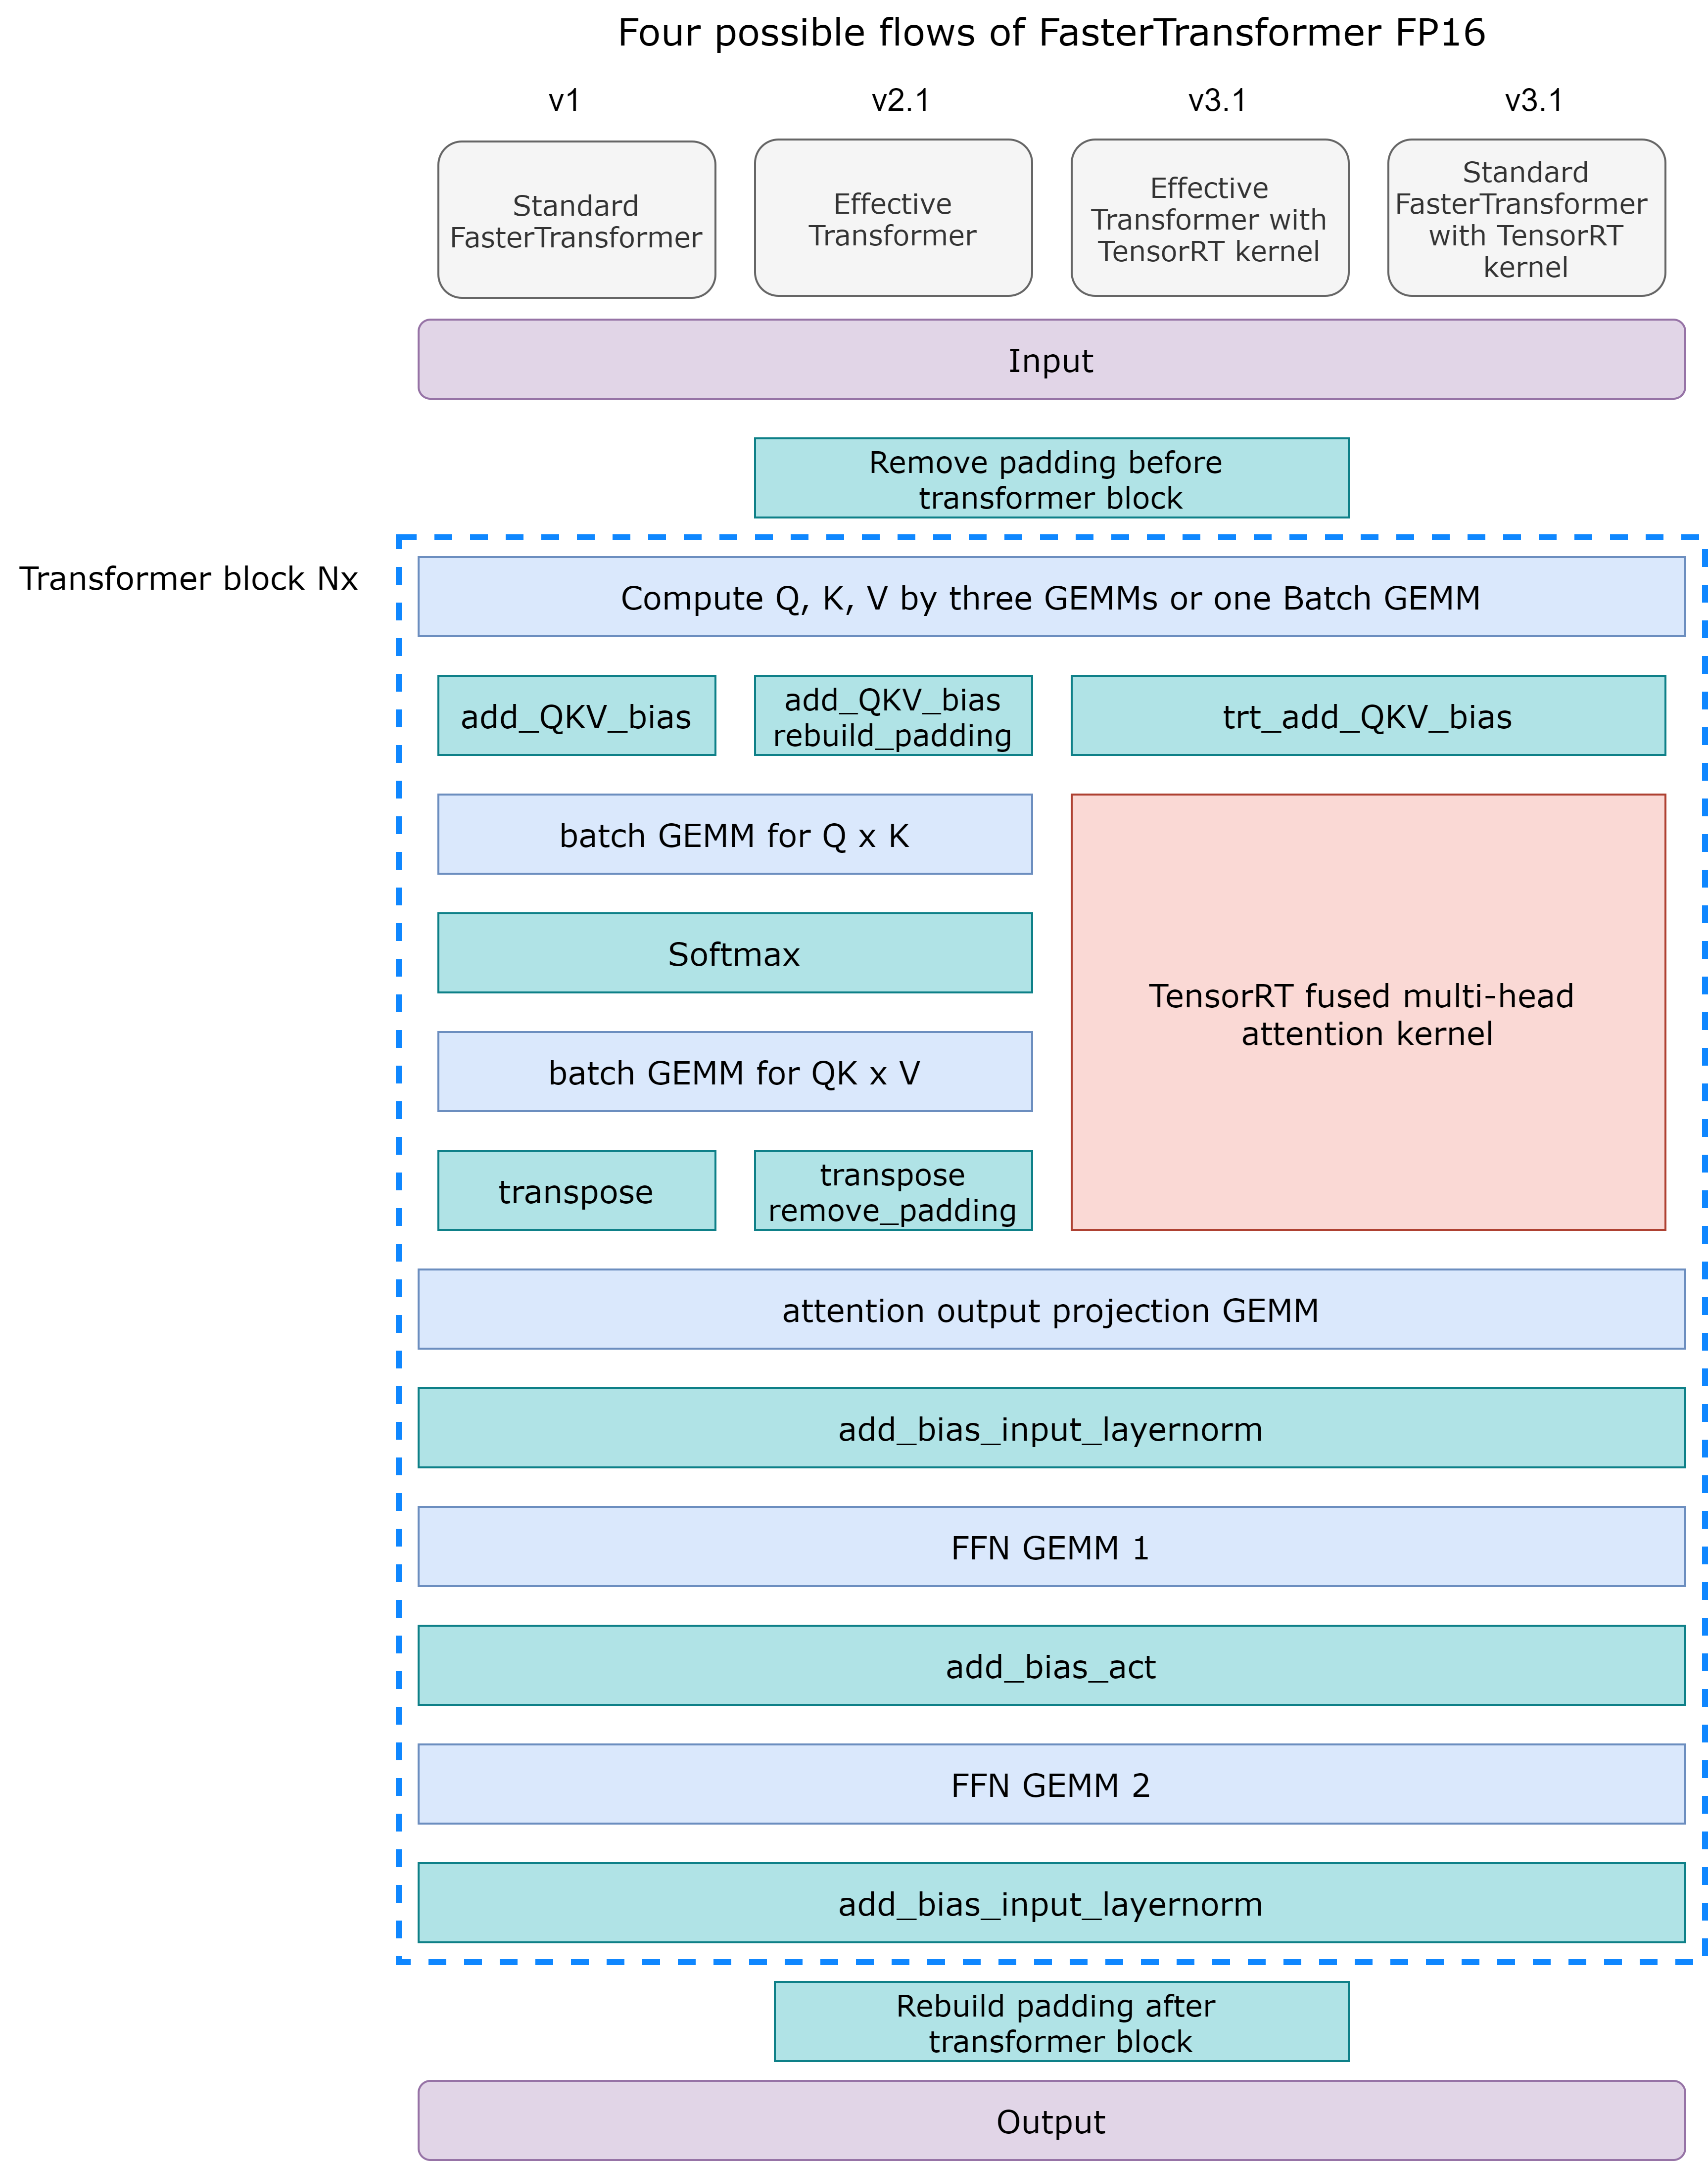 Four possible flows of FasterTransformer FP16
v1
v2.1
v3.1
v3.1
Standard
FasterTransformer
Effective
Transformer
Effective
Transformer with
TensorRT kernel
Standard
FasterTransformer
with TensorRT
kernel
Input
Remove padding before
transformer block
Transformer block Nx
Compute Q, K, V by three GEMMs or one Batch GEMM
add_QKV_bias
add_QKV_bias
rebuild_padding
trt_add_QKV_bias
batch GEMM for Q x K
Softmax
TensorRT fused multi-head
attention kernel
batch GEMM for QK x V
transpose
transpose
remove_padding
attention output projection GEMM
add_bias_input_layernorm
FFN GEMM 1
add_bias_act
FFN GEMM 2
add_bias_input_layernorm
Rebuild padding after
transformer block
Output